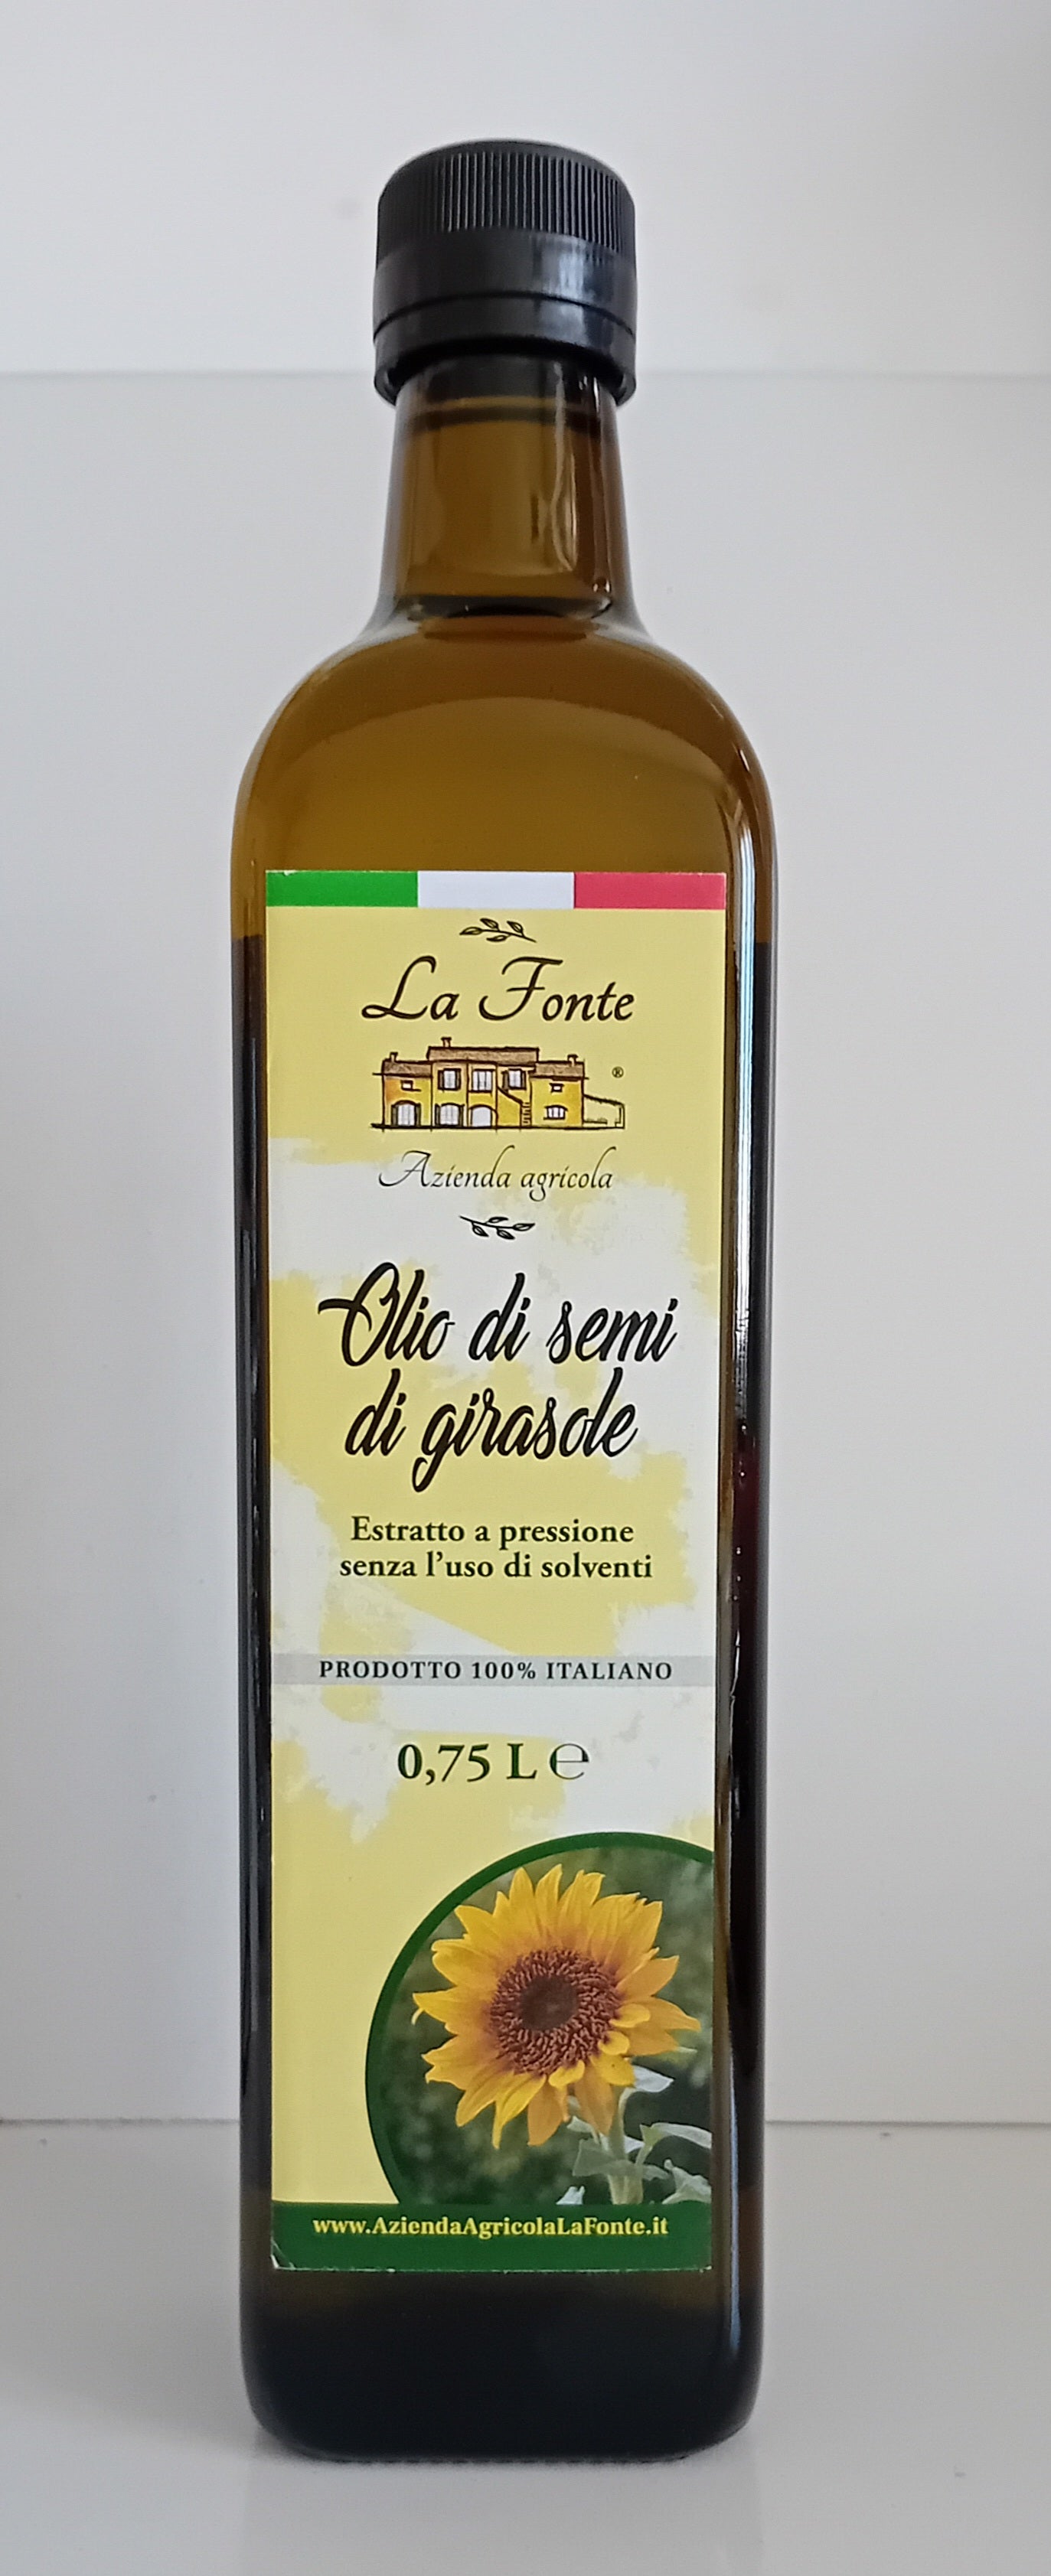 La Fonte
®
Azienda agricola
Olio di semi
di girasole
Estratto a pressione
senza l'uso di solventi
PRODOTTO 100% ITALIANO
0,75 L ℮
www.AziendaAgricolaLaFonte.it